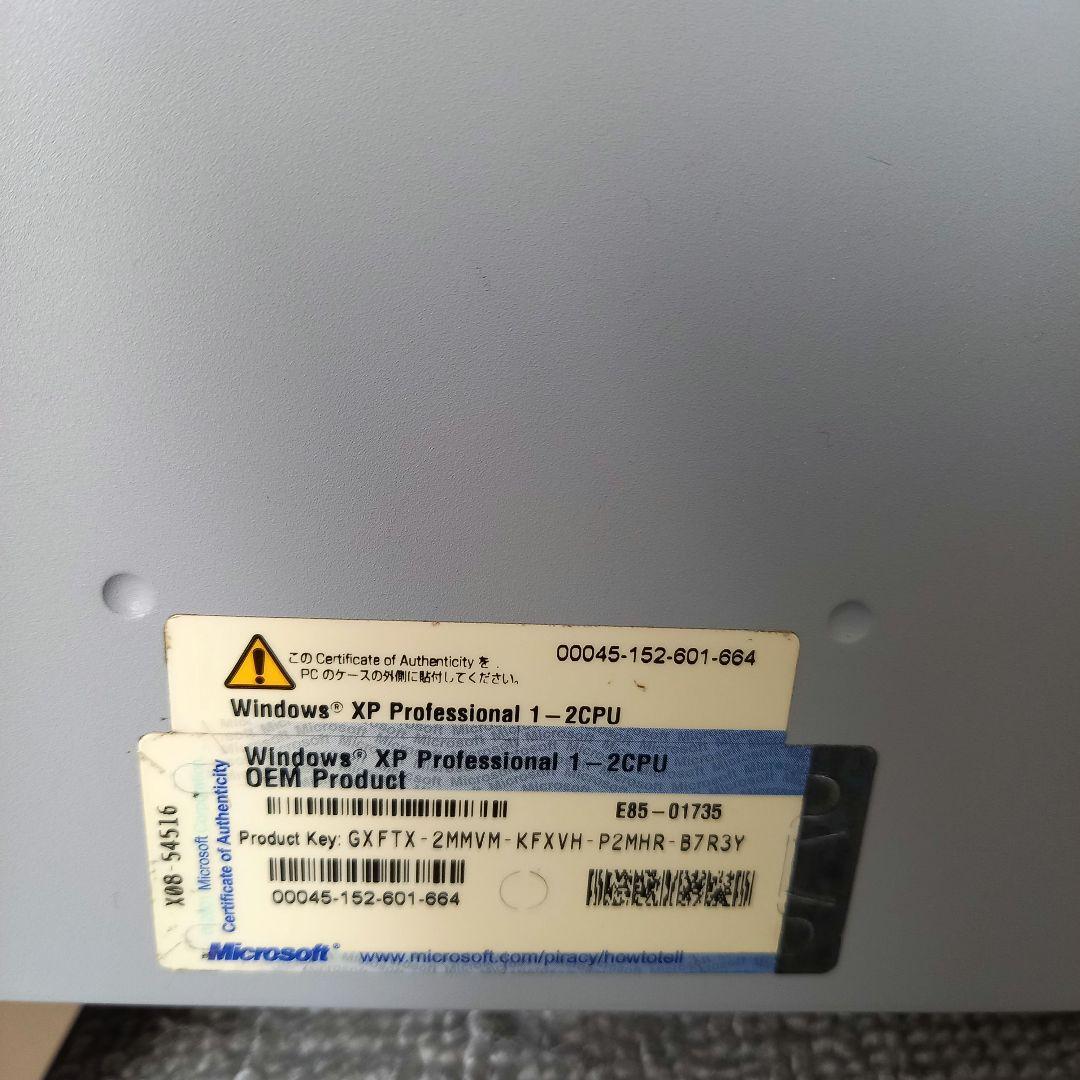 この Certificate of Authenticity を
PC のケースの外側に貼付してください。
00045-152-601-664
Windows® XP Professional 1-2CPU
Windows® XP Professional 1-2CPU
OEM Product
E85-01735
Product Key: GXFTX-2MMVM-KFXVH-P2MHR-B7R3Y
00045-152-601-664
X08-54516
Microsoft
Certificate of Authenticity
Microsoft®
www.microsoft.com/piracy/howtotell